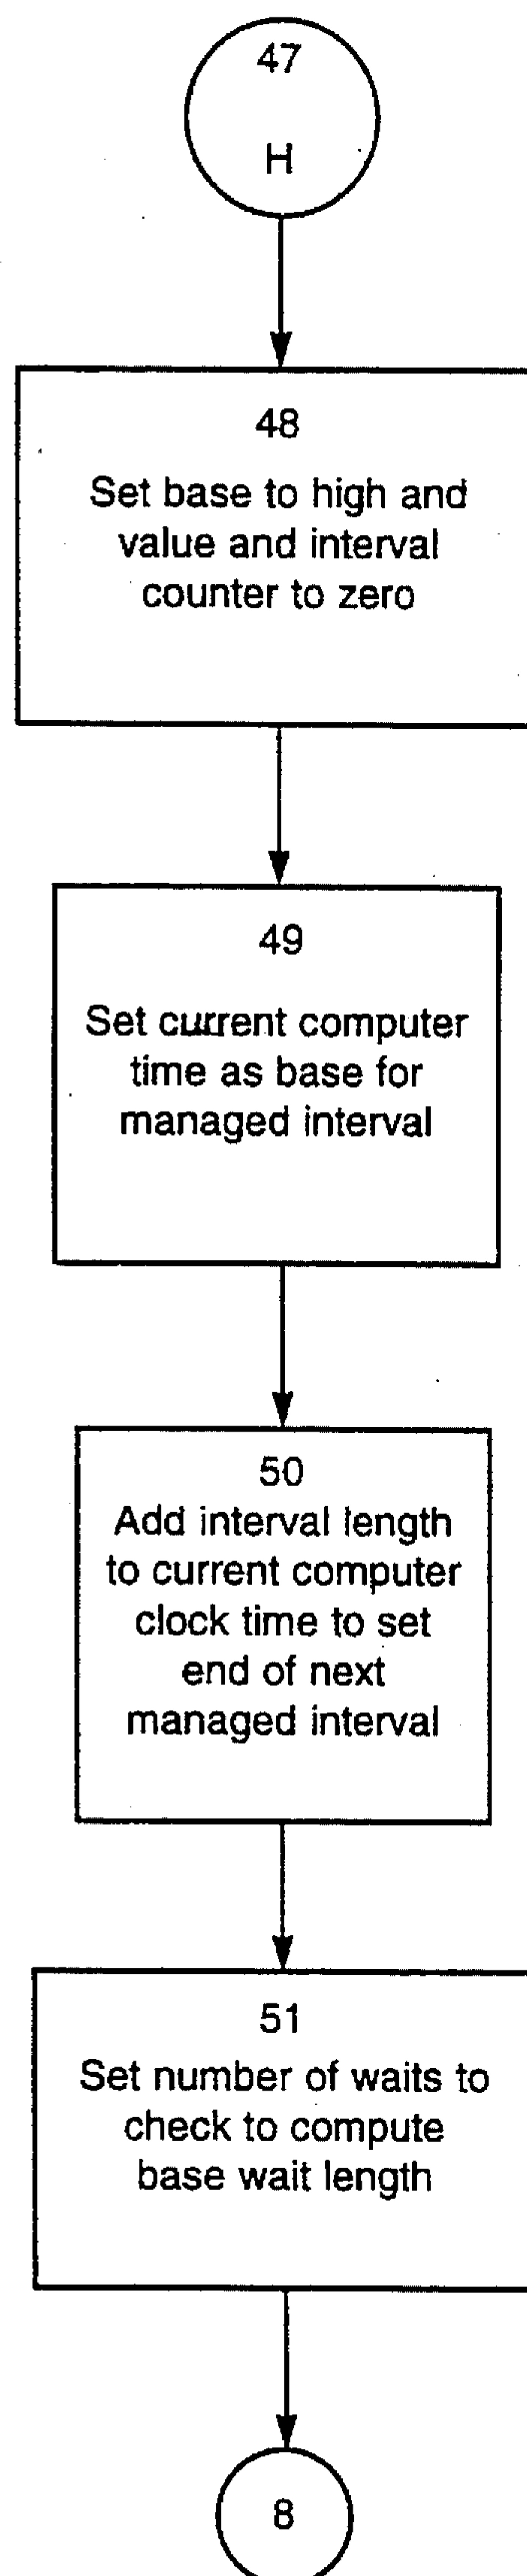 47
H
48
Set base to high and
value and interval
counter to zero
49
Set current computer
time as base for
managed interval
50
Add interval length
to current computer
clock time to set
end of next
managed interval
51
Set number of waits to
check to compute
base wait length
8